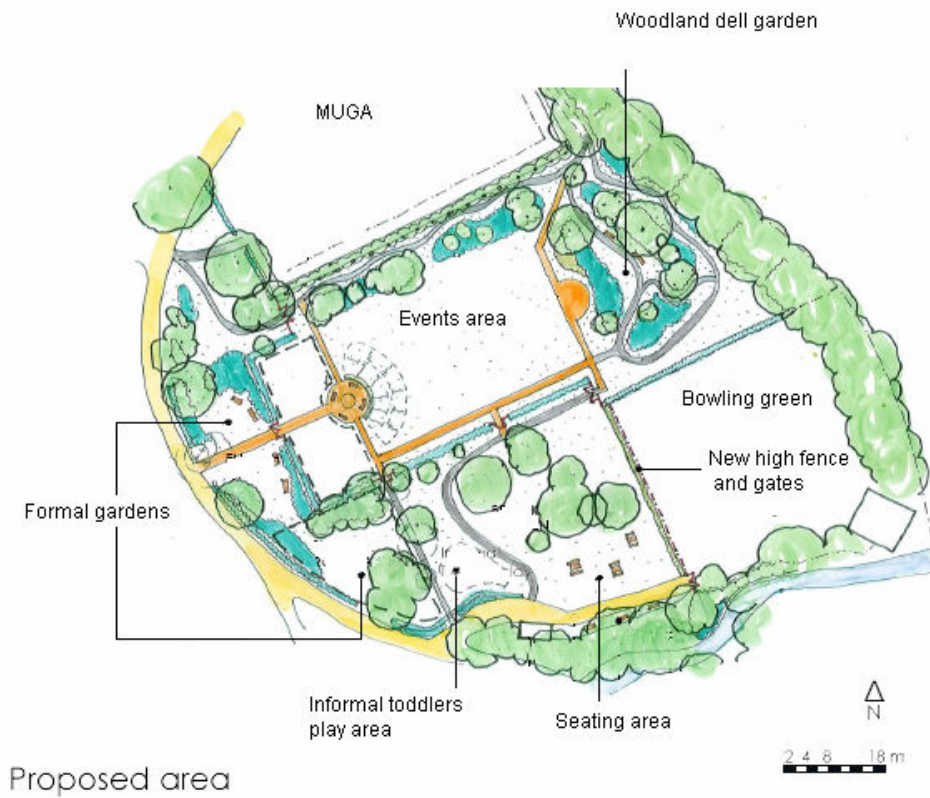 Woodland dell garden
MUGA
Events area
Bowling green
New high fence
and gates
Formal gardens
Informal toddlers
play area
Seating area
N
2 4 8 18 m
Proposed area